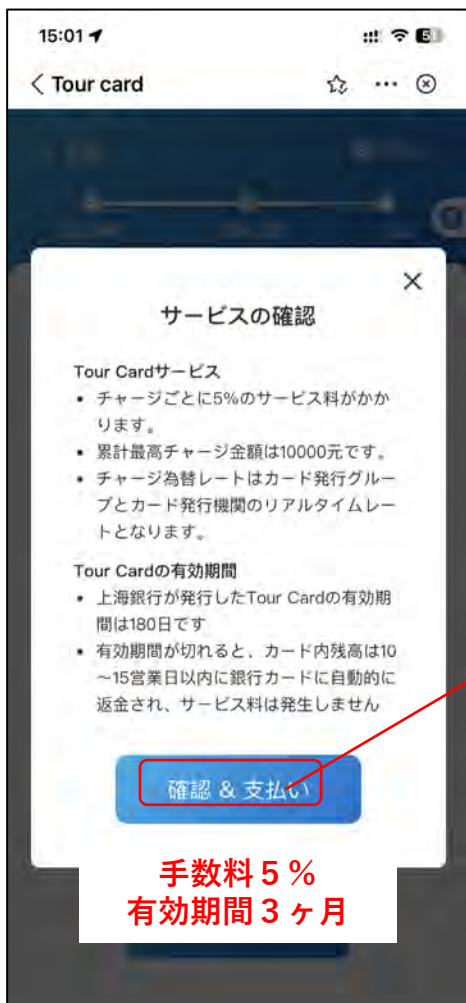 15:01
Tour card
サービスの確認
Tour Cardサービス
• チャージごとに5%のサービス料がかか
ります。
• 累計最高チャージ金額は10000元です。
• チャージ為替レートはカード発行グルー
プとカード発行機関のリアルタイムレー
トとなります。
Tour Cardの有効期間
• 上海銀行が発行したTour Cardの有効期
間は180日です
• 有効期間が切れると、カード内残高は10
～15営業日以内に銀行カードに自動的に
返金され、サービス料は発生しません
確認 & 支払い
手数料５％
有効期間３ヶ月